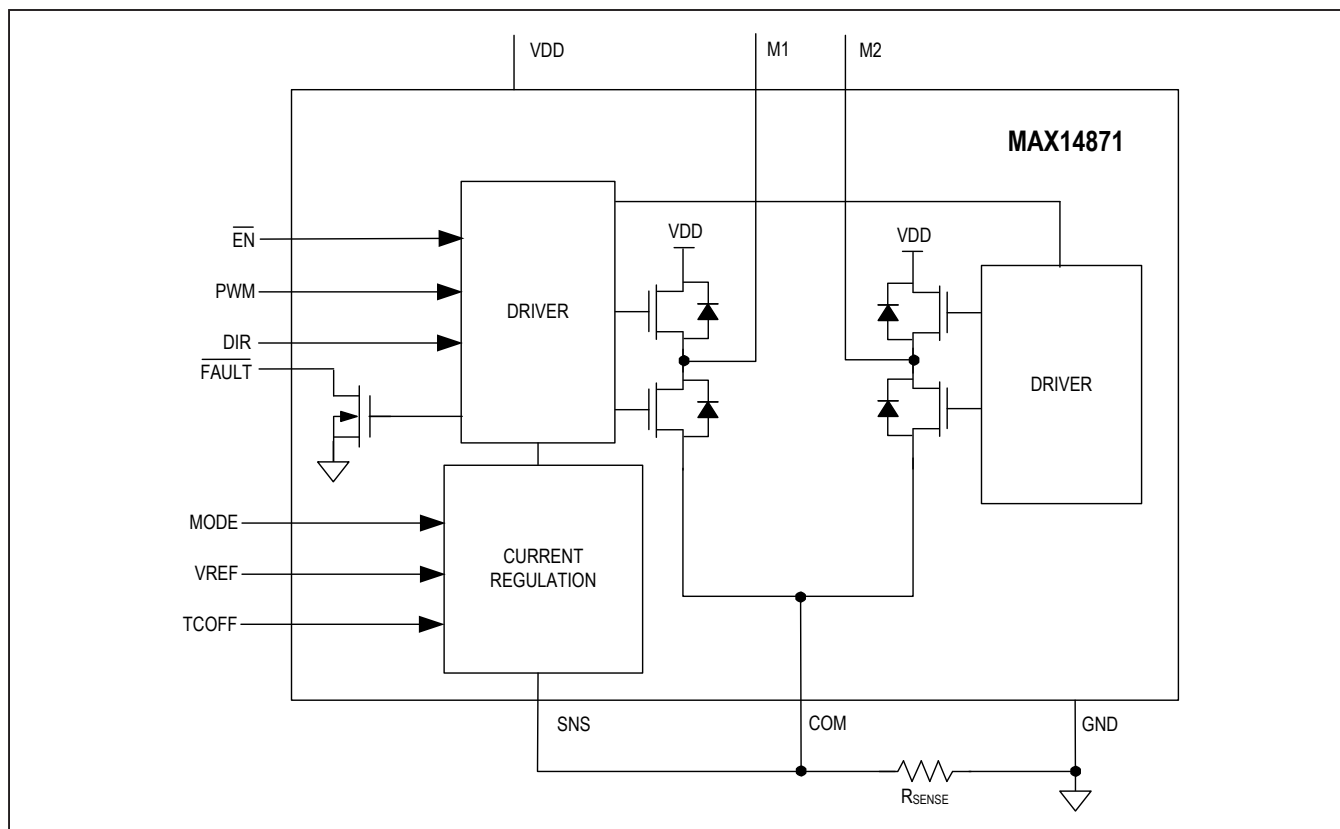 VDD
M1
M2
MAX14871
EN
PWM
DIR
FAULT
DRIVER
VDD
VDD
DRIVER
MODE
VREF
TCOFF
CURRENT
REGULATION
SNS
COM
GND
RSENSE